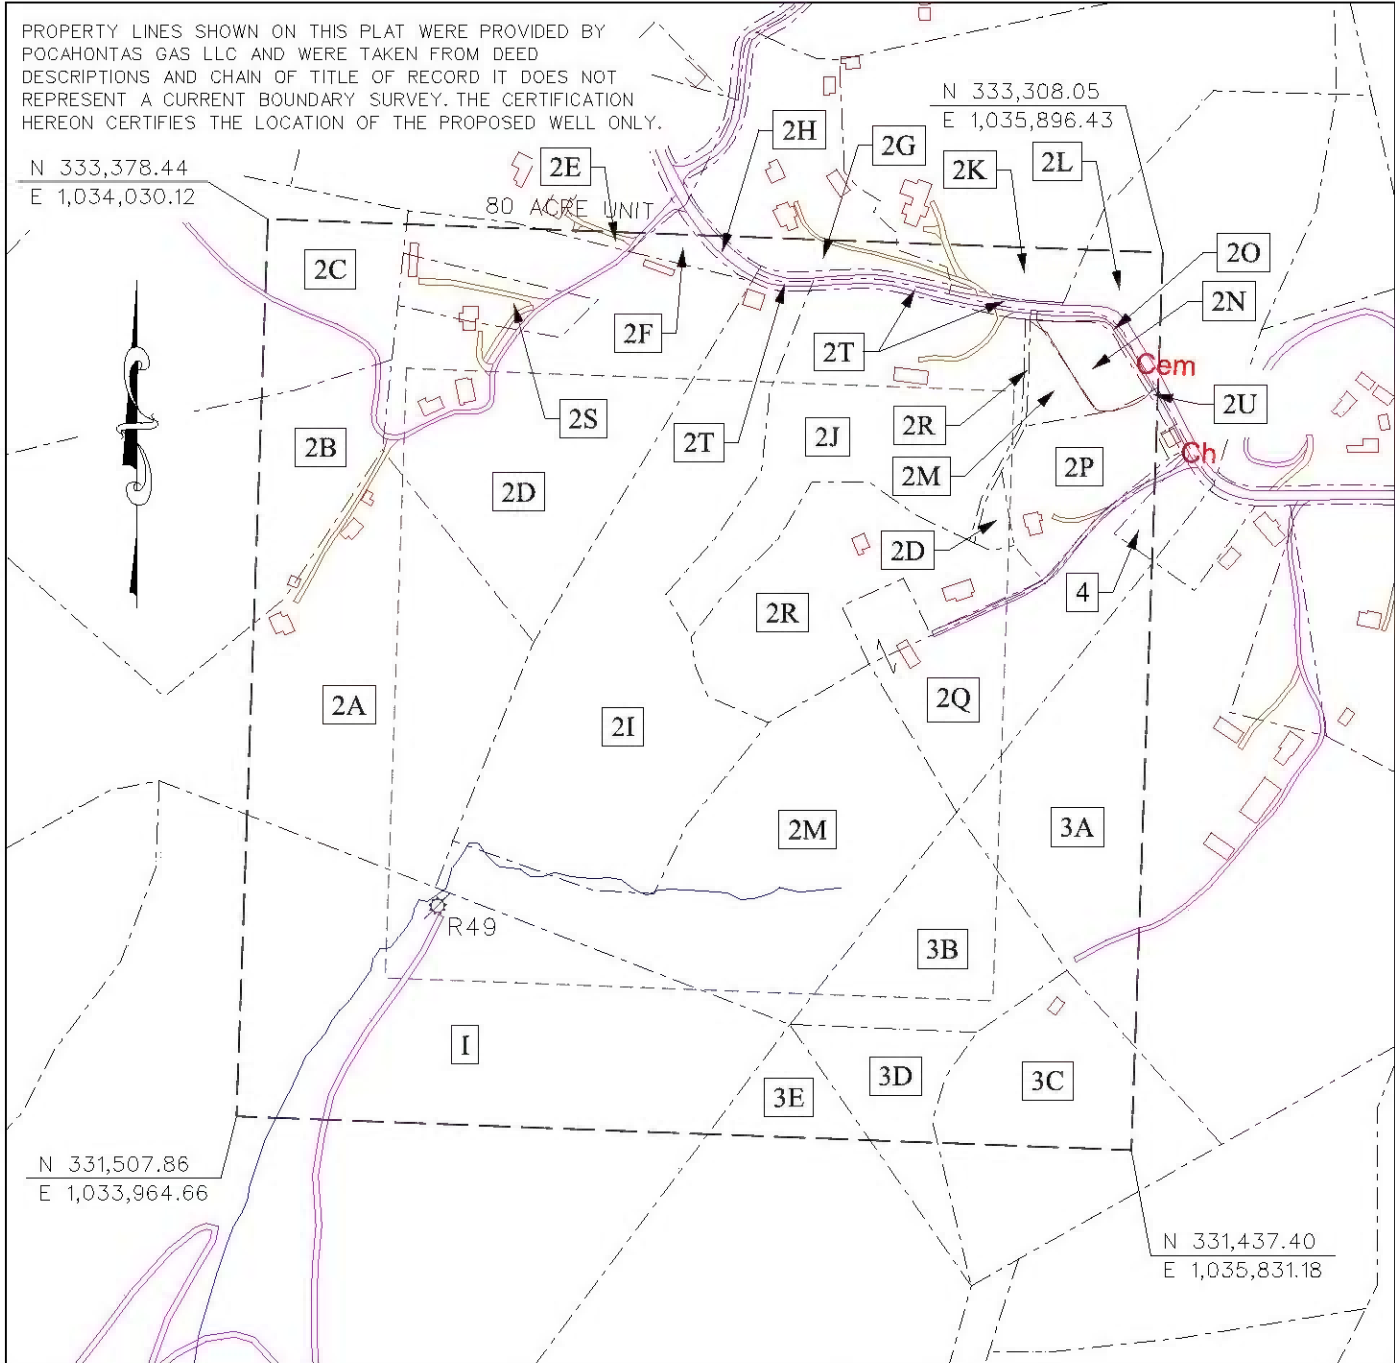 PROPERTY LINES SHOWN ON THIS PLAT WERE PROVIDED BY
POCAHONTAS GAS LLC AND WERE TAKEN FROM DEED
DESCRIPTIONS AND CHAIN OF TITLE OF RECORD IT DOES NOT
REPRESENT A CURRENT BOUNDARY SURVEY. THE CERTIFICATION
HEREON CERTIFIES THE LOCATION OF THE PROPOSED WELL ONLY.
N 333,308.05
E 1,035,896.43
N 333,378.44
E 1,034,030.12
2H
2G
2E
2K
2L
80 ACRE UNIT
2C
2O
2N
2F
2T
Cem
2S
2R
2U
2B
2T
2J
Ch
2D
2M
2P
2D
4
2R
2A
2I
2Q
2M
3A
R49
3B
I
3E
3D
3C
N 331,507.86
E 1,033,964.66
N 331,437.40
E 1,035,831.18